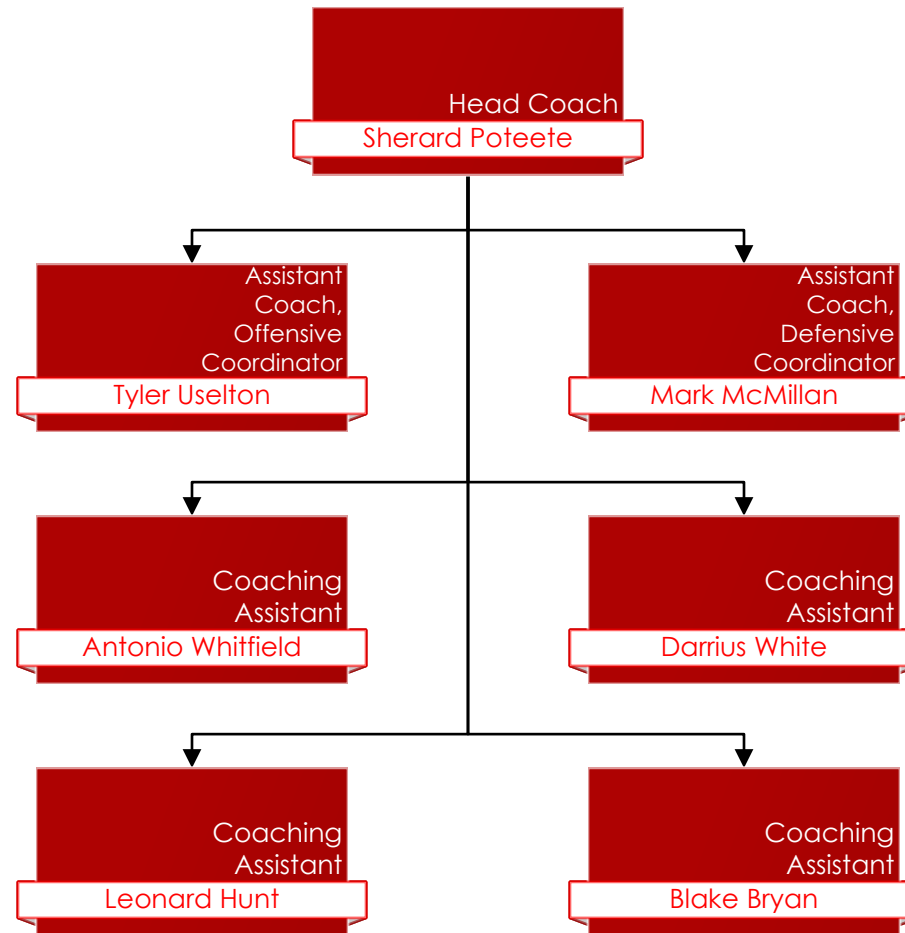 Head Coach
Sherard Poteete
Assistant
Coach,
Offensive
Coordinator
Tyler Uselton
Assistant
Coach,
Defensive
Coordinator
Mark McMillan
Coaching
Assistant
Antonio Whitfield
Coaching
Assistant
Darrius White
Coaching
Assistant
Leonard Hunt
Coaching
Assistant
Blake Bryan